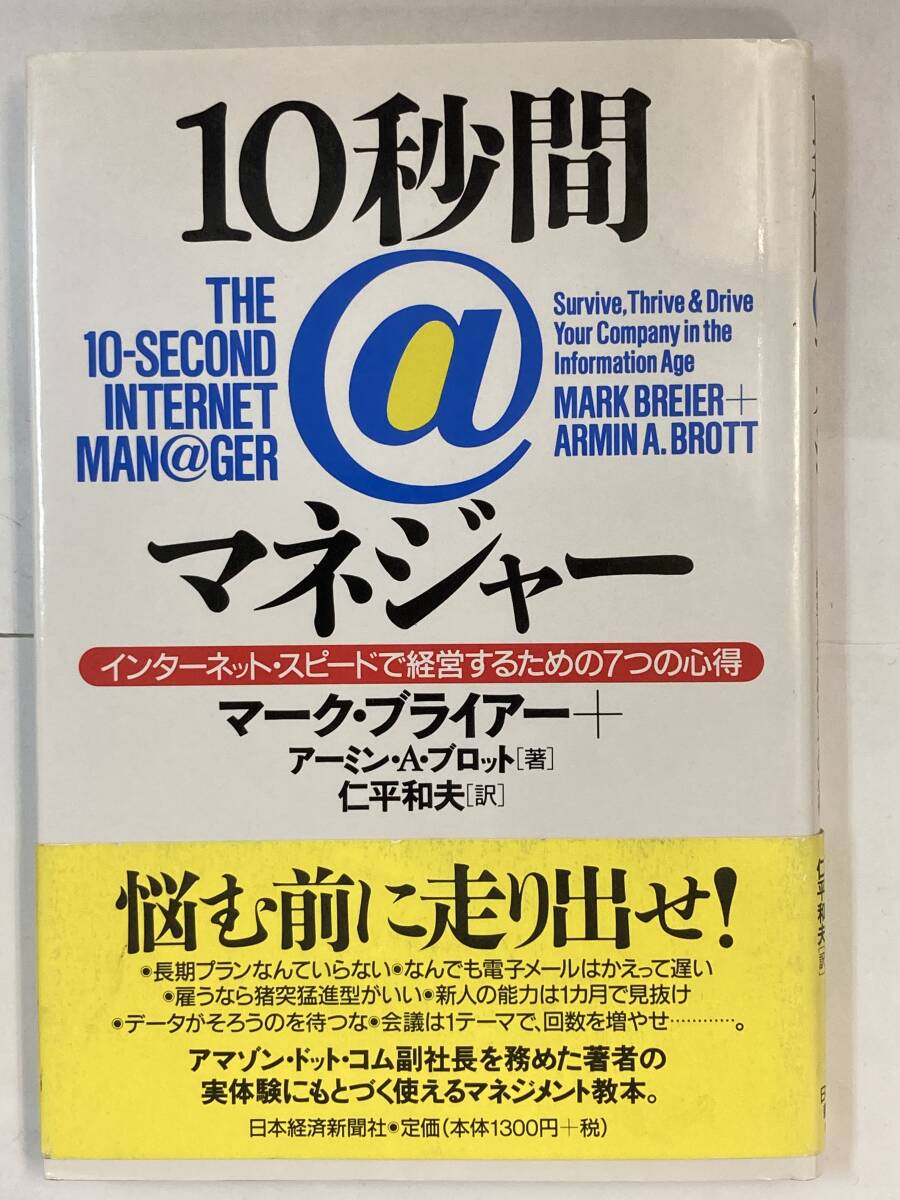 10秒間
THE
10-SECOND
INTERNET
MAN@GER
@
Survive, Thrive & Drive
Your Company in the
Information Age
MARK BREIER+
ARMIN A. BROTT
マネジャー
インターネット・スピードで経営するための7つの心得
マーク・ブライアー+
アーミン・A・ブロット[著]
仁平和夫[訳]
悩む前に走り出せ!
●長期プランなんていらない●なんでも電子メールはかえって遅い
●雇うなら猪突猛進型がいい●新人の能力は1カ月で見抜け
●データがそろうのを待つな●会議は1テーマで、回数を増やせ…………。
アマゾン・ドット・コム副社長を務めた著者の
実体験にもとづく使えるマネジメント教本。
日本経済新聞社●定価(本体1300円+税)
仁平和夫[訳]